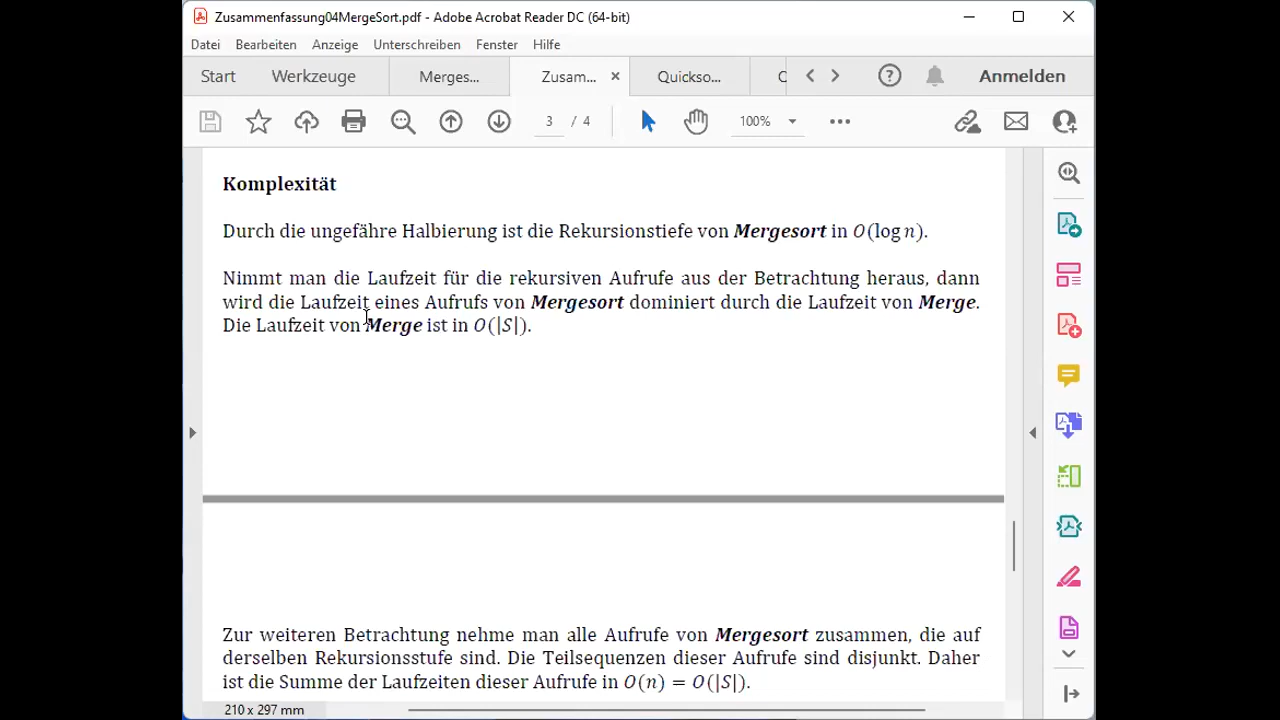 Zusammenfassung04MergeSort.pdf - Adobe Acrobat Reader DC (64-bit)
Datei Bearbeiten Anzeige Unterschreiben Fenster Hilfe
Start Werkzeuge Merges... Zusam... Quickso... Anmelden
3 / 4 100%
Komplexität
Durch die ungefähre Halbierung ist die Rekursionstiefe von Mergesort in O(log n).
Nimmt man die Laufzeit für die rekursiven Aufrufe aus der Betrachtung heraus, dann
wird die Laufzeit eines Aufrufs von Mergesort dominiert durch die Laufzeit von Merge.
Die Laufzeit von Merge ist in O(|S|).
Zur weiteren Betrachtung nehme man alle Aufrufe von Mergesort zusammen, die auf
derselben Rekursionsstufe sind. Die Teilsequenzen dieser Aufrufe sind disjunkt. Daher
ist die Summe der Laufzeiten dieser Aufrufe in O(n) = O(|S|).
210 x 297 mm